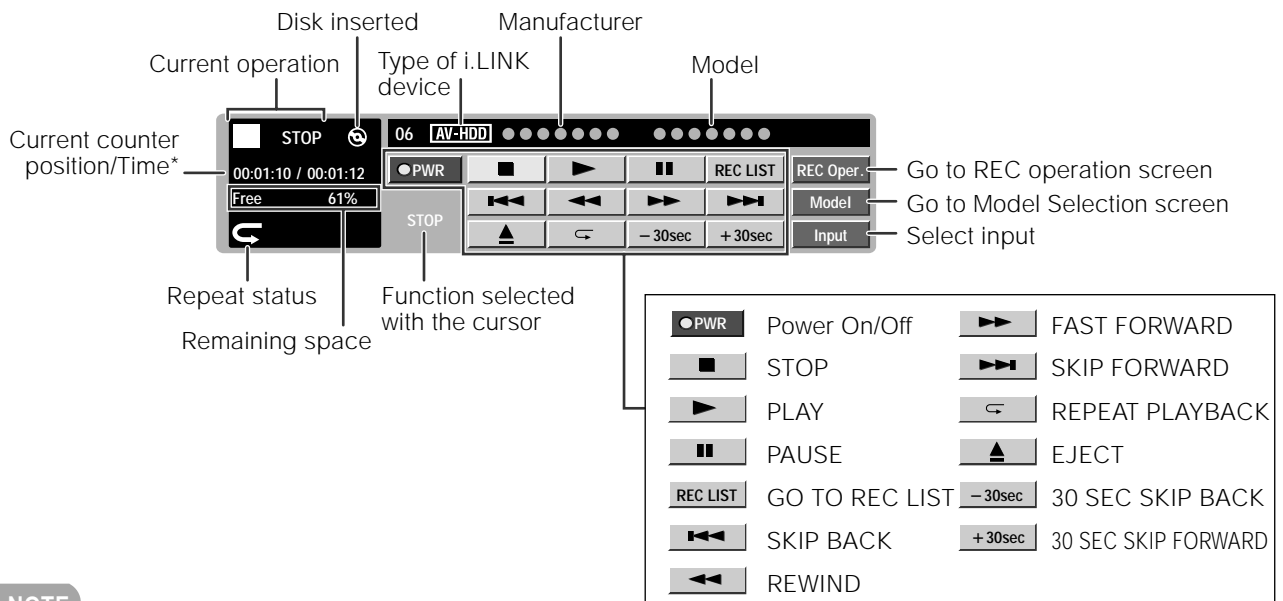 Disk inserted
Manufacturer
Current operation
Type of i.LINK
device
Model
Current counter
position/Time*
STOP
06 AV-HDD
00:01:10 / 00:01:12
PWR
REC LIST
REC Oper.
Go to REC operation screen
Free 61%
Model
Go to Model Selection screen
STOP
−30sec
+30sec
Input
Select input
Repeat status
Function selected
with the cursor
Remaining space
PWR Power On/Off
FAST FORWARD
STOP
SKIP FORWARD
PLAY
REPEAT PLAYBACK
PAUSE
EJECT
REC LIST GO TO REC LIST
−30sec 30 SEC SKIP BACK
SKIP BACK
+30sec 30 SEC SKIP FORWARD
REWIND
NOTE